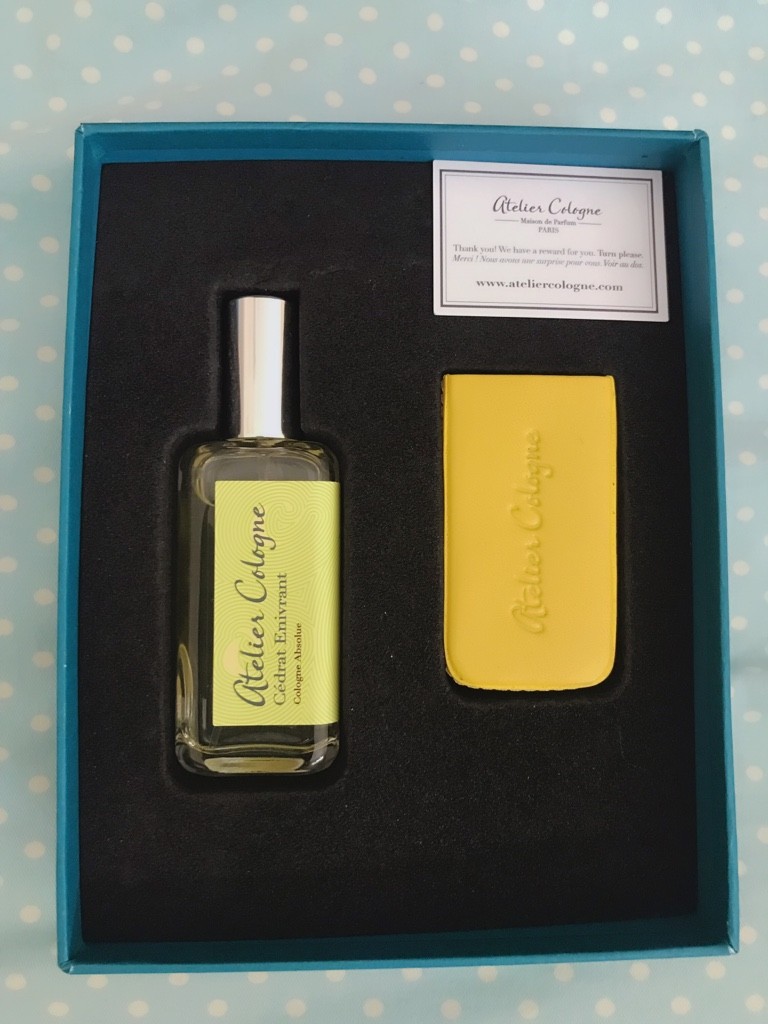 Atelier Cologne
Maison de Parfum
PARIS
Thank you! We have a reward for you. Turn please.
Merci ! Nous avons une surprise pour vous. Voir au dos.
www.ateliercologne.com
Atelier Cologne
Cédrat Enivrant
Cologne Absolue
Atelier Cologne